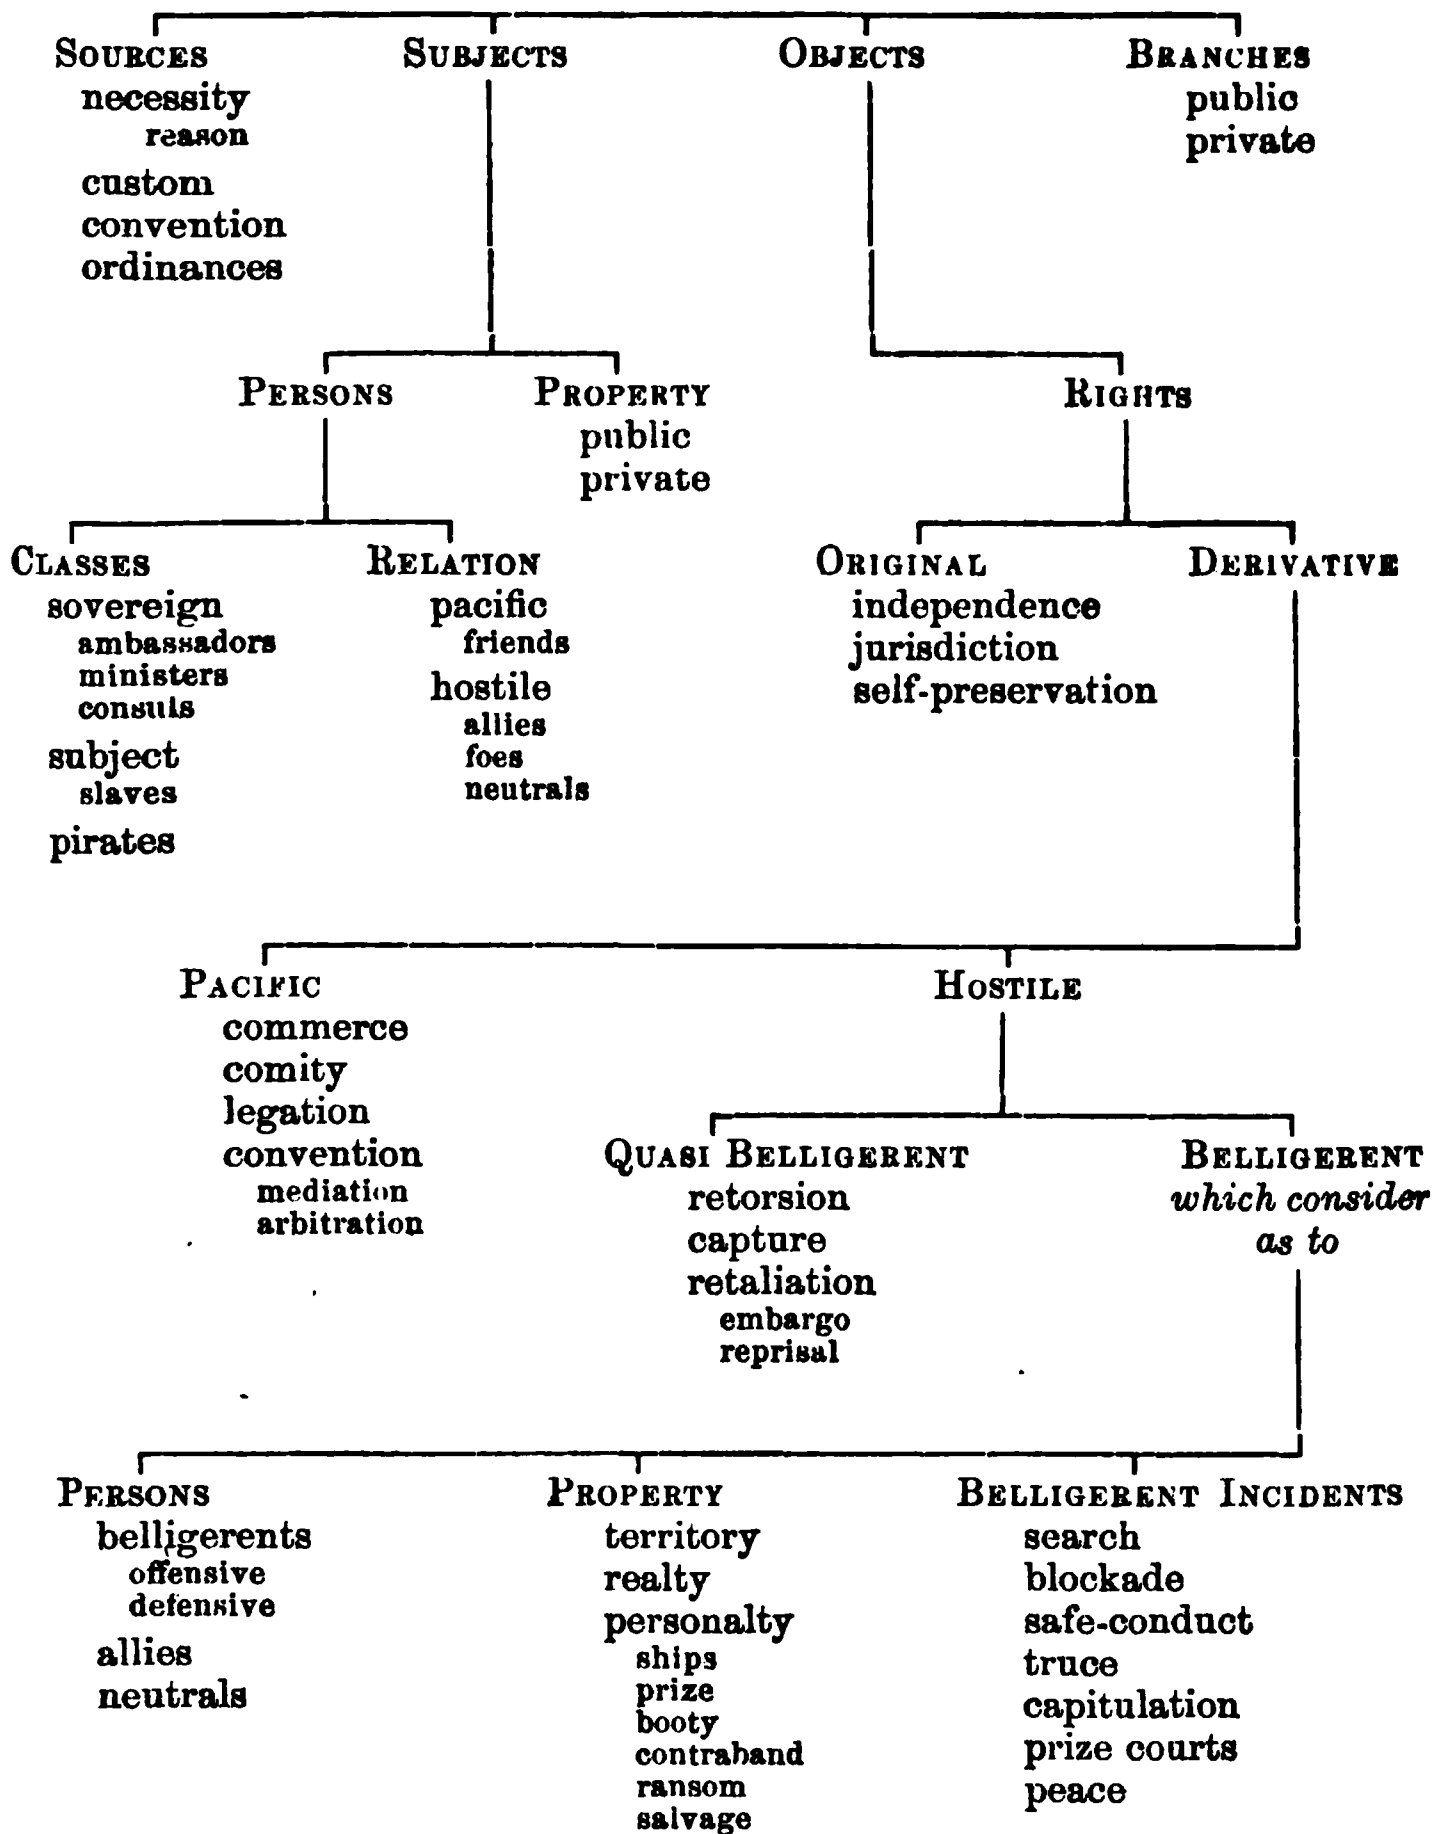 SOURCES
necessity
reason
custom
convention
ordinances
SUBJECTS
OBJECTS
BRANCHES
public
private
PERSONS
PROPERTY
public
private
RIGHTS
CLASSES
sovereign
ambassadors
ministers
consuls
subject
slaves
pirates
RELATION
pacific
friends
hostile
allies
foes
neutrals
ORIGINAL
independence
jurisdiction
self-preservation
DERIVATIVE
PACIFIC
commerce
comity
legation
convention
mediation
arbitration
HOSTILE
QUASI BELLIGERENT
retorsion
capture
retaliation
embargo
reprisal
BELLIGERENT
which consider
as to
PERSONS
belligerents
offensive
defensive
allies
neutrals
PROPERTY
territory
realty
personalty
ships
prize
booty
contraband
ransom
salvage
BELLIGERENT INCIDENTS
search
blockade
safe-conduct
truce
capitulation
prize courts
peace